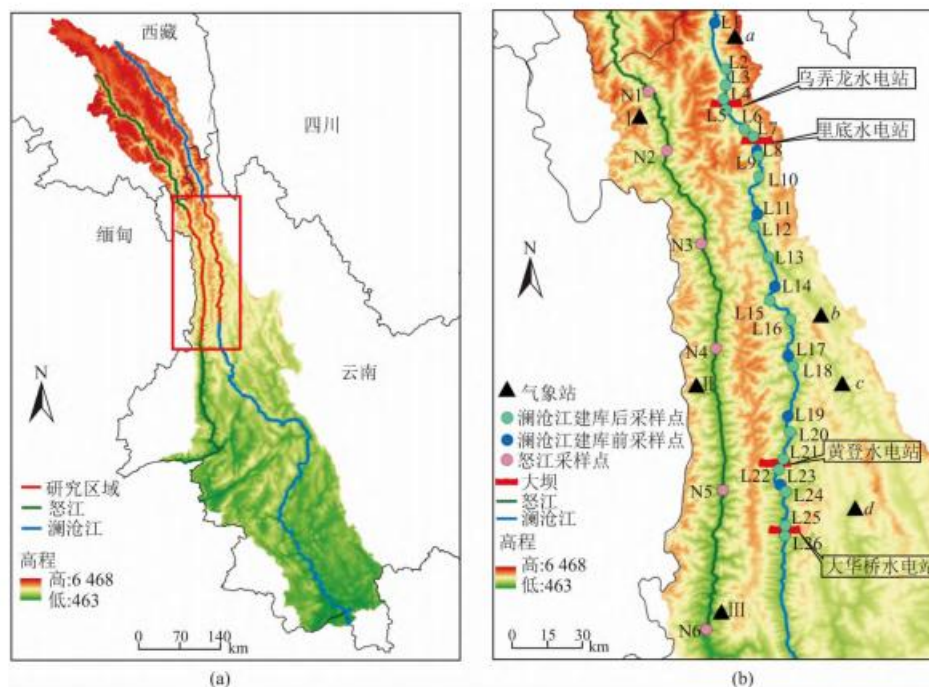 西藏
四川
缅甸
云南
N
研究区域
怒江
澜沧江
高程
高:6 468
低:463
0 70 140
km
(a)
L1
a
L2
L3
L4
L5
L6
L7
L8
L9
L10
L11
L12
L13
L14
L15
L16
L17
L18
L19
L20
L21
L22
L23
L24
L25
L26
N1
I
N2
N3
N4
II
N5
III
N6
b
c
d
乌弄龙水电站
里底水电站
黄登水电站
大华桥水电站
N
气象站
澜沧江建库后采样点
澜沧江建库前采样点
怒江采样点
大坝
怒江
澜沧江
高程
高:6 468
低:463
0 15 30
km
(b)